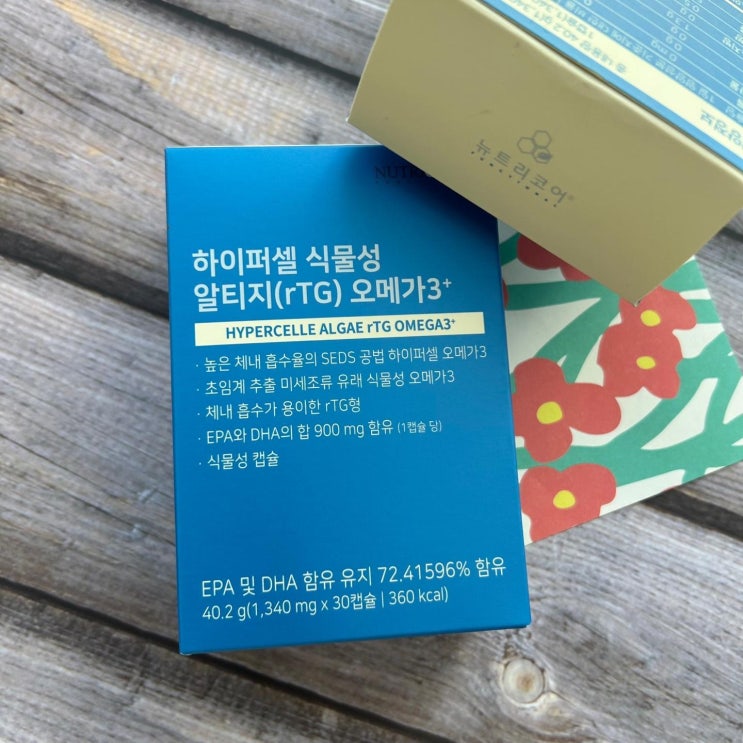 뉴트리코어®
NUTR
하이퍼셀 식물성
알티지(rTG) 오메가3+
HYPERCELLE ALGAE rTG OMEGA3+
· 높은 체내 흡수율의 SEDS 공법 하이퍼셀 오메가3
· 초임계 추출 미세조류 유래 식물성 오메가3
· 체내 흡수가 용이한 rTG형
· EPA와 DHA의 합 900 mg 함유 (1캡슐 당)
· 식물성 캡슐
EPA 및 DHA 함유 유지 72.41596% 함유
40.2 g(1,340 mg x 30캡슐 | 360 kcal)